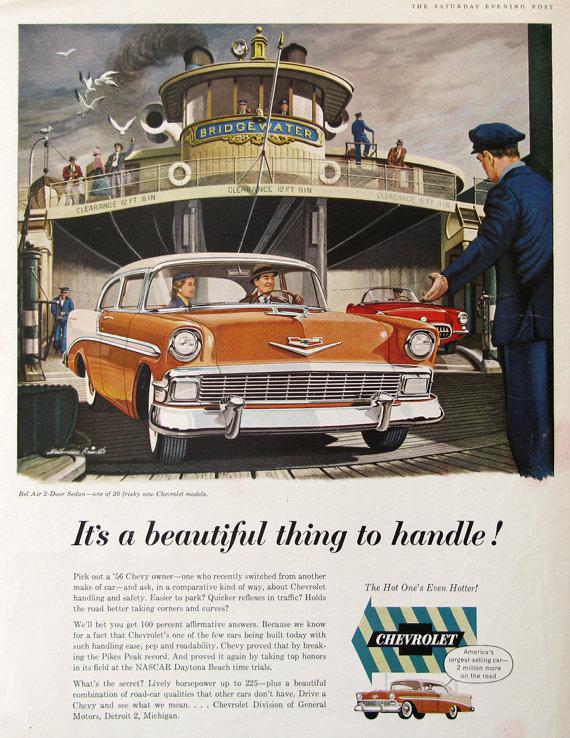 THE SATURDAY EVENING POST
BRIDGEWATER
CLEARANCE 12 FT 9 IN
CLEARANCE 12 FT 9 IN
CLEARANCE 12 FT 9 IN
Bel Air 2-Door Sedan—one of 20 frisky new Chevrolet models.
It's a beautiful thing to handle!
Pick out a '56 Chevy owner—one who recently switched from another
make of car—and ask, in a comparative kind of way, about Chevrolet
handling and safety. Easier to park? Quicker reflexes in traffic? Holds
the road better taking corners and curves?
We'll bet you get 100 percent affirmative answers. Because we know
for a fact that Chevrolet's one of the few cars being built today with
such handling ease, pep and roadability. Chevy proved that by break-
ing the Pikes Peak record. And proved it again by taking top honors
in its field at the NASCAR Daytona Beach time trials.
What's the secret? Lively horsepower up to 225—plus a beautiful
combination of road-car qualities that other cars don't have. Drive a
Chevy and see what we mean. . . . Chevrolet Division of General
Motors, Detroit 2, Michigan.
The Hot One's Even Hotter!
CHEVROLET
America's
largest-selling car—
2 million more
on the road